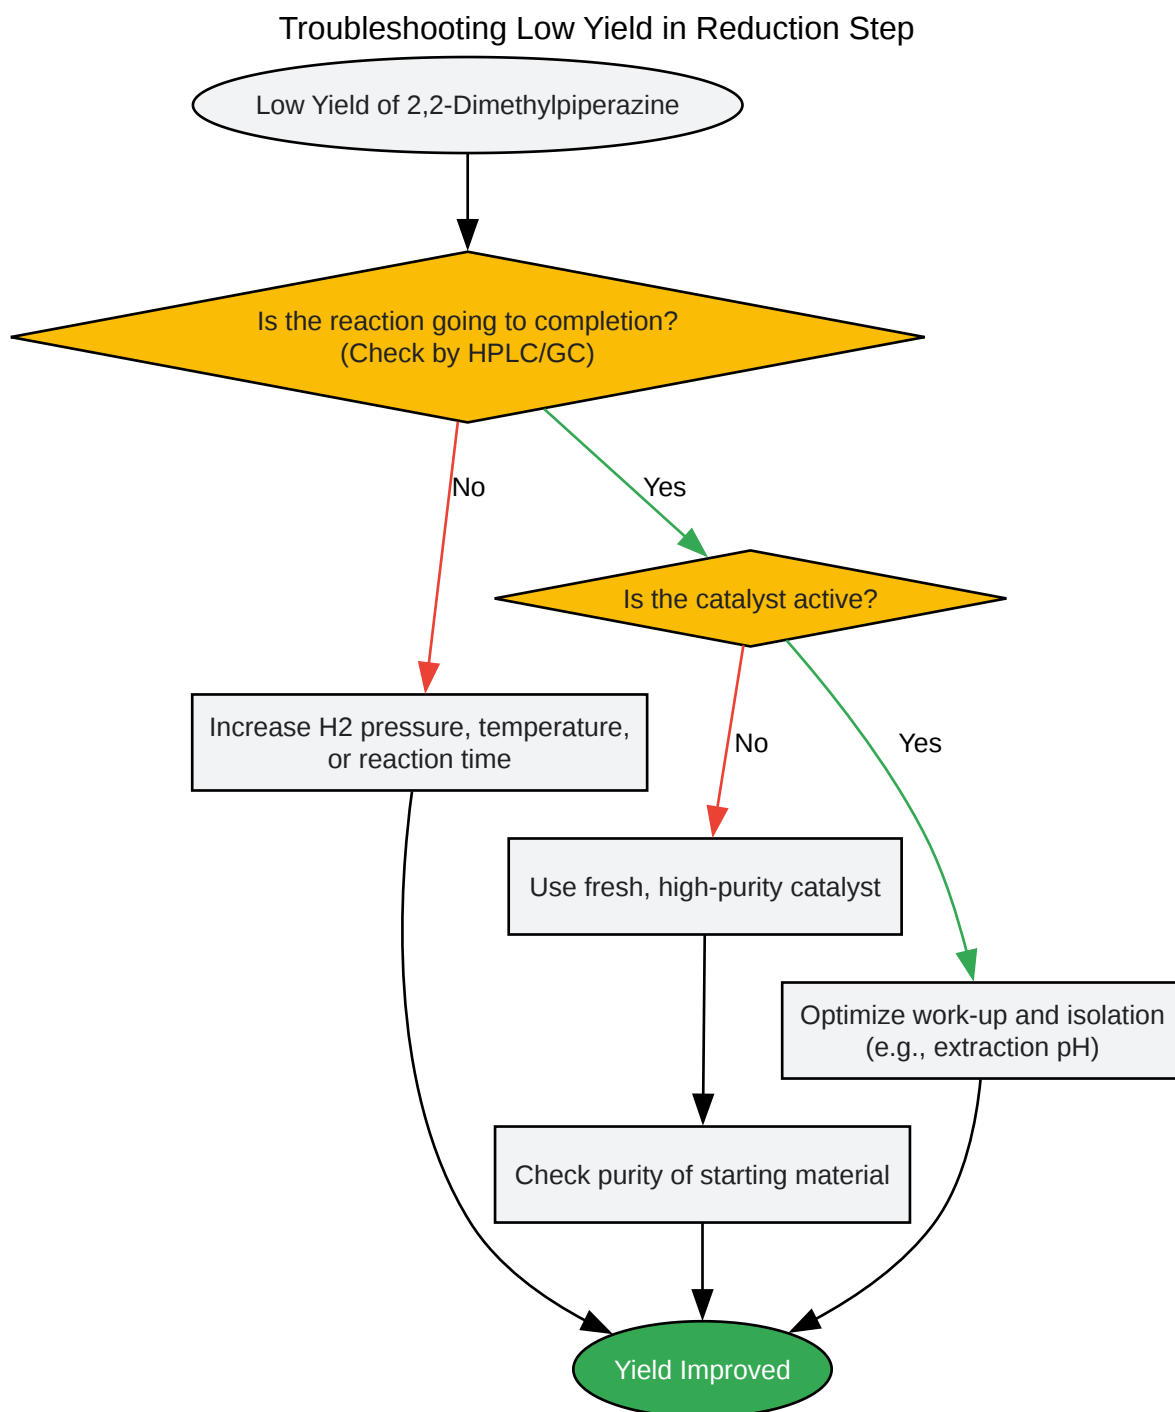 Troubleshooting Low Yield in Reduction Step
Low Yield of 2,2-Dimethylpiperazine
Is the reaction going to completion?
(Check by HPLC/GC)
No
Yes
Is the catalyst active?
Increase H2 pressure, temperature,
or reaction time
No
Yes
Use fresh, high-purity catalyst
Optimize work-up and isolation
(e.g., extraction pH)
Check purity of starting material
Yield Improved